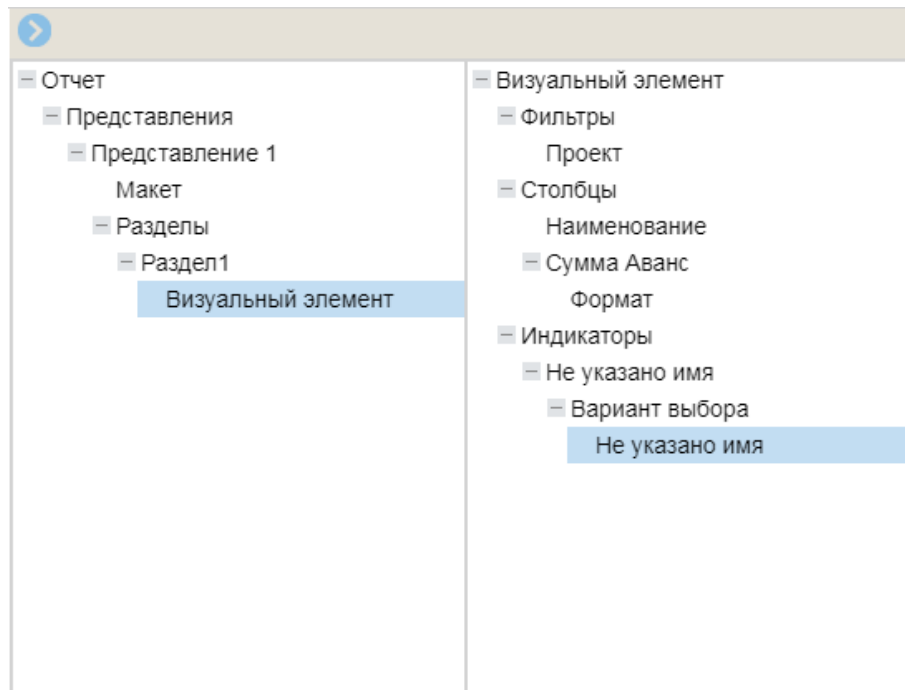 Отчет
Представления
Представление 1
Макет
Разделы
Раздел1
Визуальный элемент
Визуальный элемент
Фильтры
Проект
Столбцы
Наименование
Сумма Аванс
Формат
Индикаторы
Не указано имя
Вариант выбора
Не указано имя